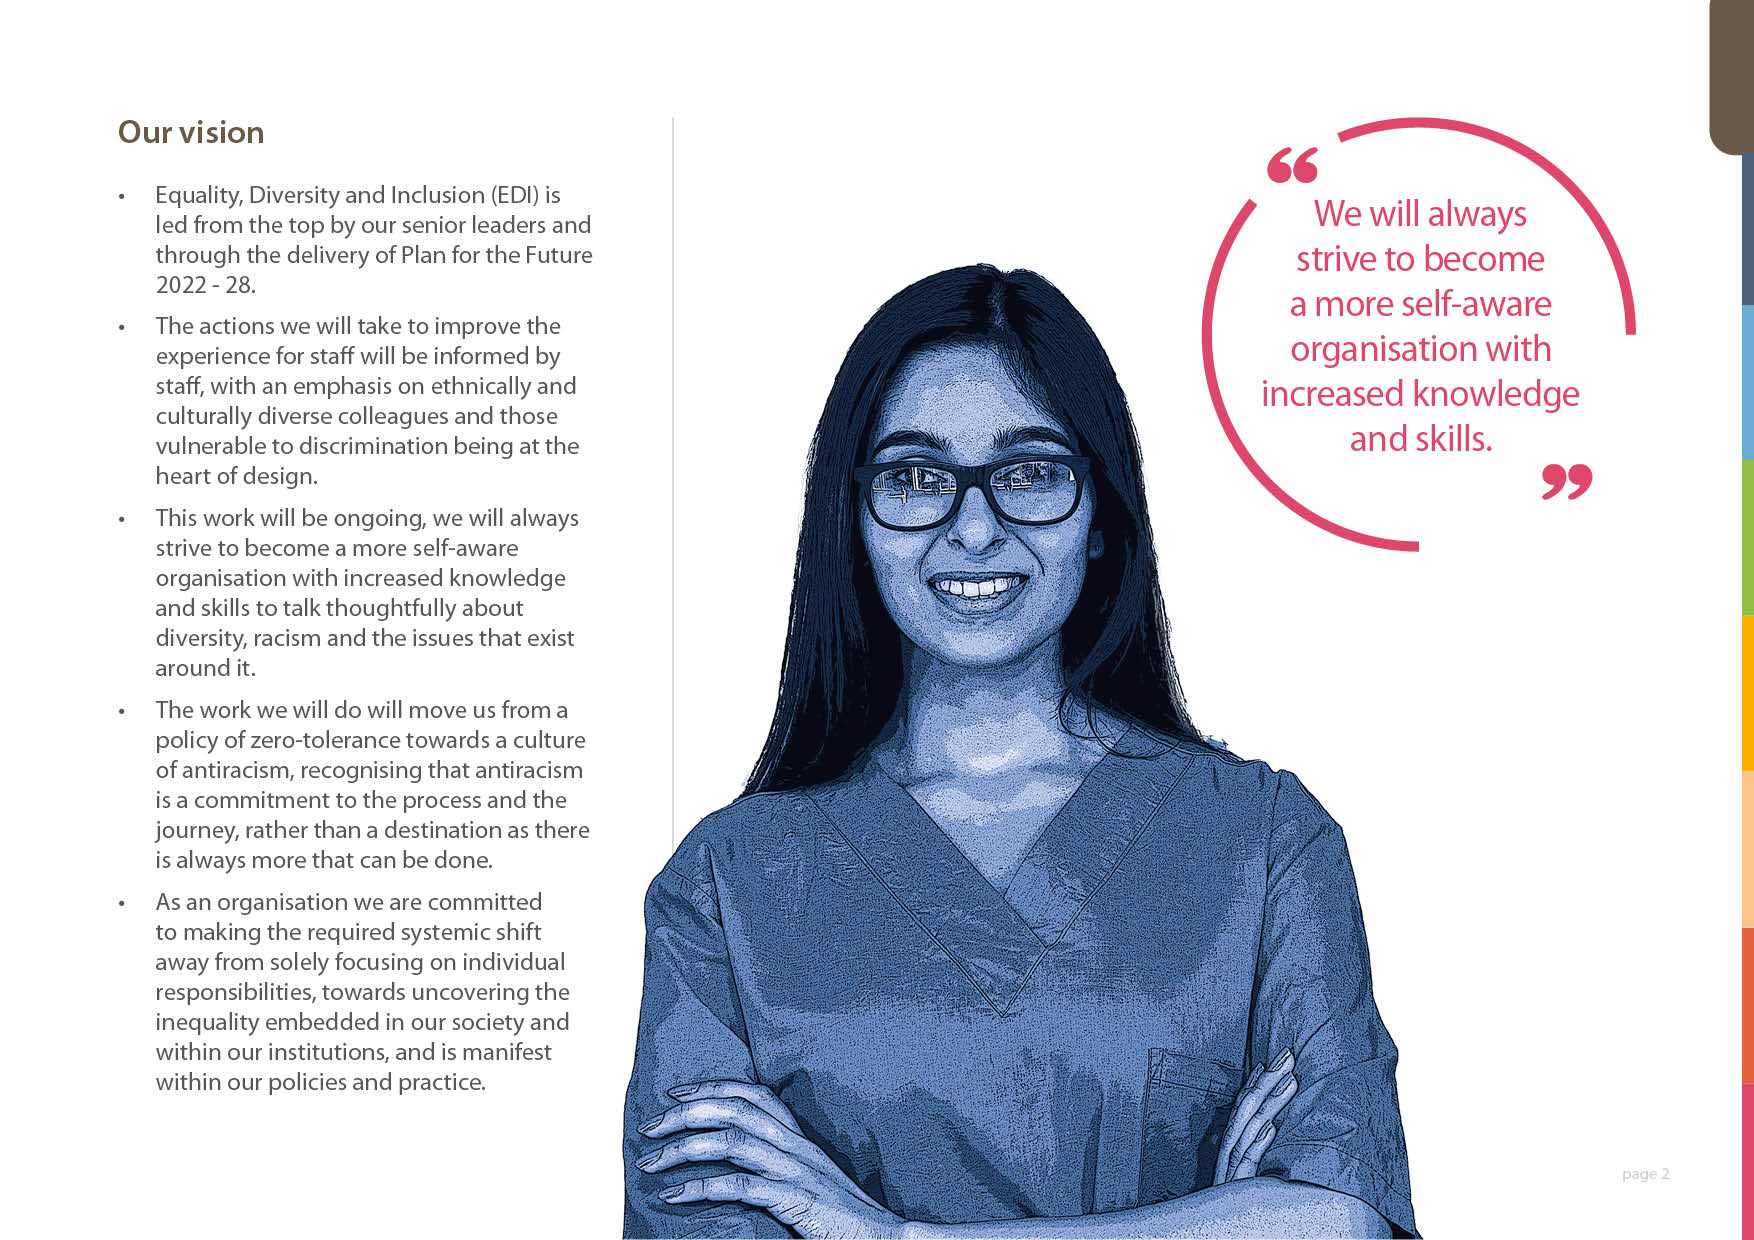 Our vision
• Equality, Diversity and Inclusion (EDI) is
led from the top by our senior leaders and
through the delivery of Plan for the Future
2022 - 28.
• The actions we will take to improve the
experience for staff will be informed by
staff, with an emphasis on ethnically and
culturally diverse colleagues and those
vulnerable to discrimination being at the
heart of design.
• This work will be ongoing, we will always
strive to become a more self-aware
organisation with increased knowledge
and skills to talk thoughtfully about
diversity, racism and the issues that exist
around it.
• The work we will do will move us from a
policy of zero-tolerance towards a culture
of antiracism, recognising that antiracism
is a commitment to the process and the
journey, rather than a destination as there
is always more that can be done.
• As an organisation we are committed
to making the required systemic shift
away from solely focusing on individual
responsibilities, towards uncovering the
inequality embedded in our society and
within our institutions, and is manifest
within our policies and practice.
“
We will always
strive to become
a more self-aware
organisation with
increased knowledge
and skills.
”
page 2